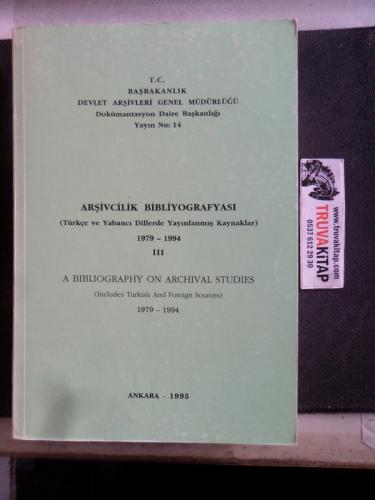 T.C.
BAŞBAKANLIK
DEVLET ARŞİVLERİ GENEL MÜDÜRLÜĞÜ
Dokümantasyon Daire Başkanlığı
Yayın Nu: 14
ARŞİVCİLİK BİBLİYOGRAFYASI
(Türkçe ve Yabancı Dillerde Yayınlanmış Kaynaklar)
1979 - 1994
III
A BIBLIOGRAPHY ON ARCHIVAL STUDIES
(Includes Turkish And Foreign Sources)
1979 - 1994
ANKARA - 1995
www.truvakitap.com
TRUVAKİTAP
0537 612 29 30